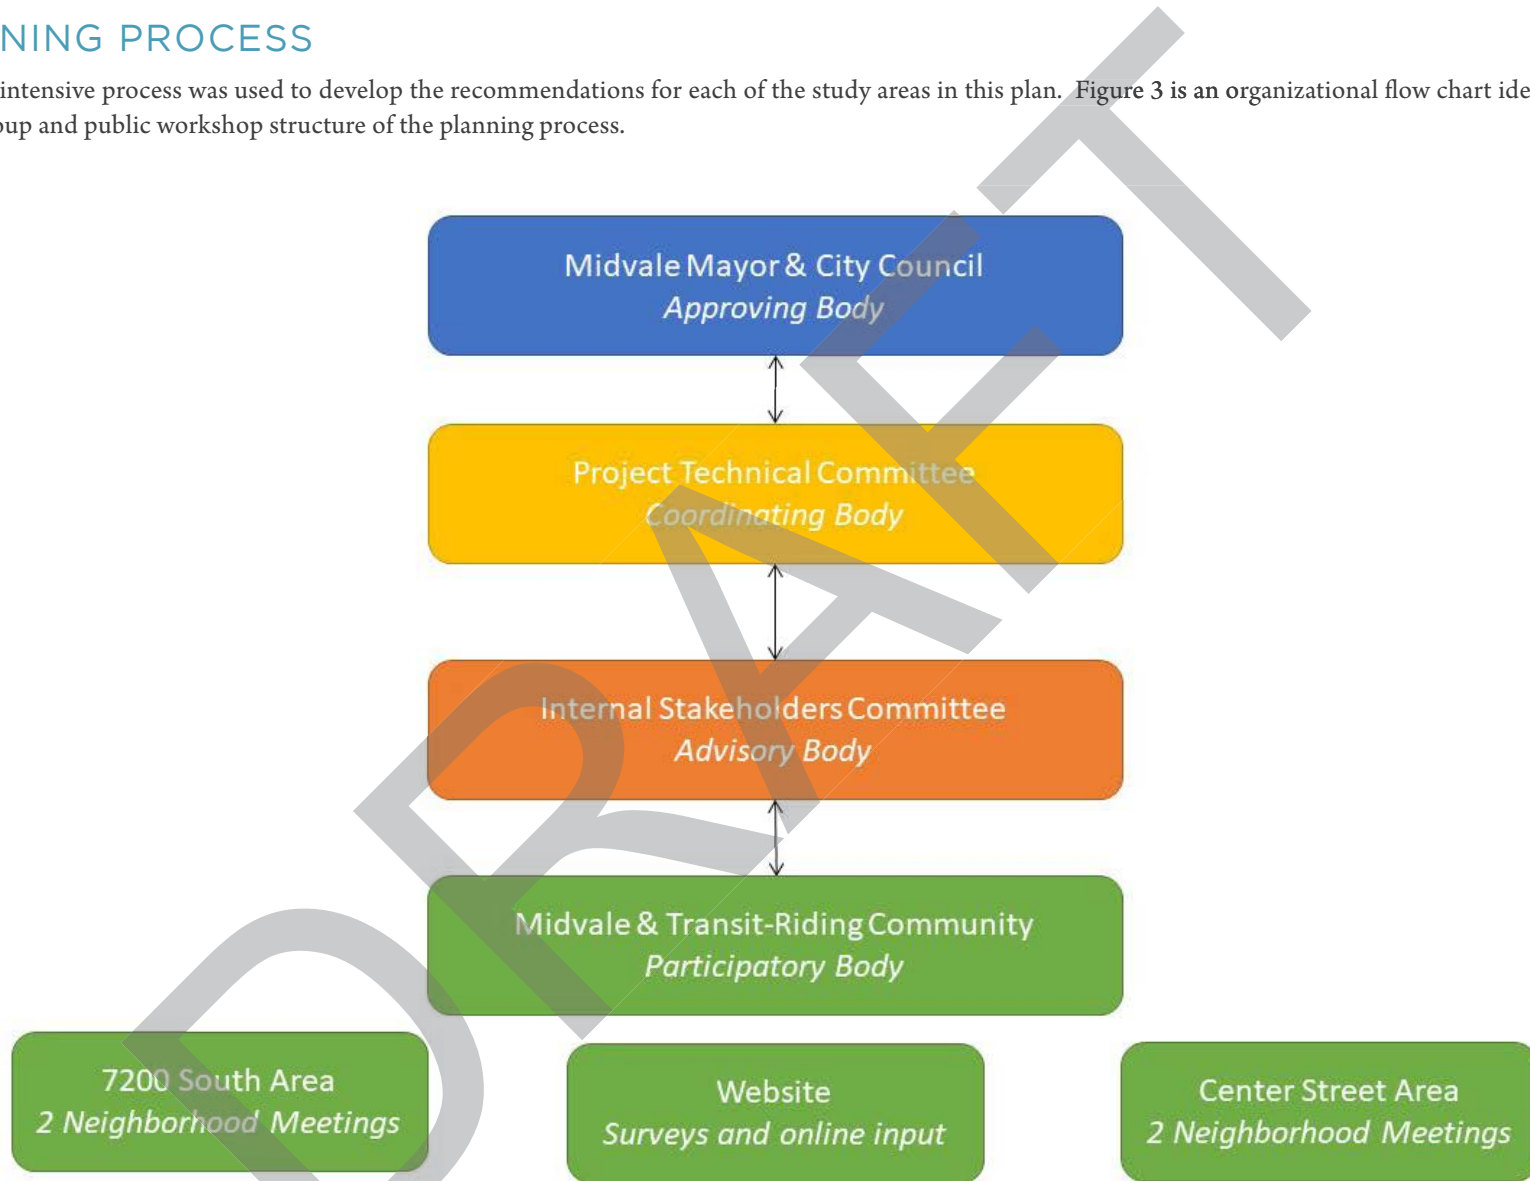 NING PROCESS
intensive process was used to develop the recommendations for each of the study areas in this plan. Figure 3 is an organizational flow chart ide
oup and public workshop structure of the planning process.
Midvale Mayor & City Council
Approving Body
Project Technical Committee
Coordinating Body
Internal Stakeholders Committee
Advisory Body
Midvale & Transit-Riding Community
Participatory Body
7200 South Area
2 Neighborhood Meetings
Website
Surveys and online input
Center Street Area
2 Neighborhood Meetings
DRAFT